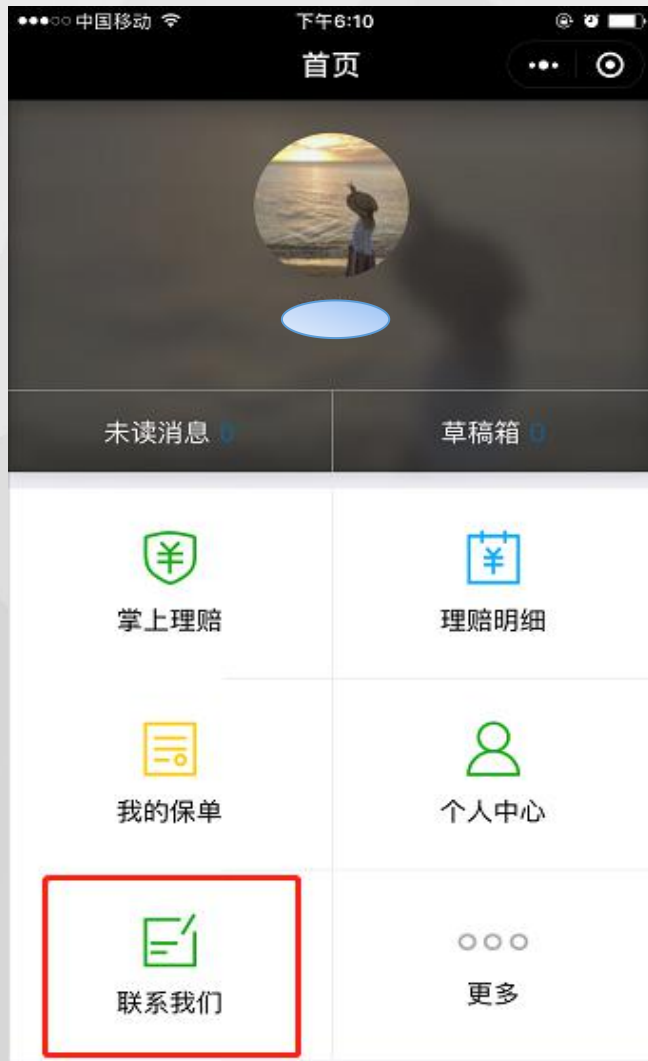 中国移动 下午6:10
首页
未读消息 0 草稿箱 0
掌上理赔 理赔明细
我的保单 个人中心
联系我们 更多